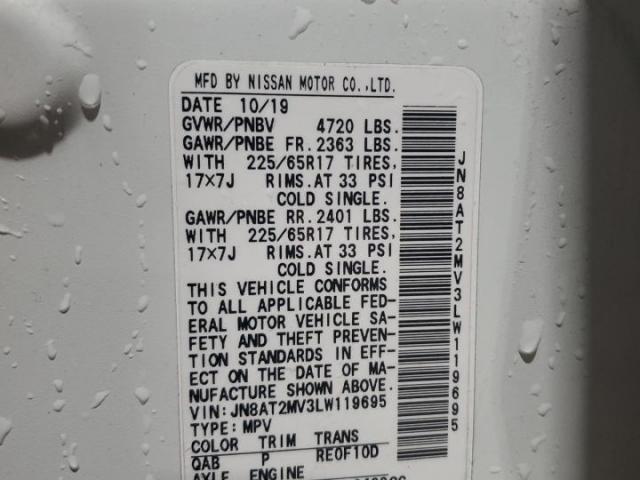 MFD BY NISSAN MOTOR CO.,LTD.
DATE 10/19
GVWR/PNBV 4720 LBS.
GAWR/PNBE FR. 2363 LBS.
WITH 225/65R17 TIRES,
17×7J RIMS. AT 33 PSI
COLD SINGLE.
GAWR/PNBE RR. 2401 LBS.
WITH 225/65R17 TIRES,
17×7J RIMS. AT 33 PSI
COLD SINGLE.
THIS VEHICLE CONFORMS
TO ALL APPLICABLE FED-
ERAL MOTOR VEHICLE SA-
FETY AND THEFT PREVEN-
TION STANDARDS IN EFF-
ECT ON THE DATE OF MA-
NUFACTURE SHOWN ABOVE.
VIN: JN8AT2MV3LW119695
TYPE: MPV
COLOR TRIM TRANS
QAB P RE0F10D
AXLE ENGINE
JN8AT2MV3LW119695